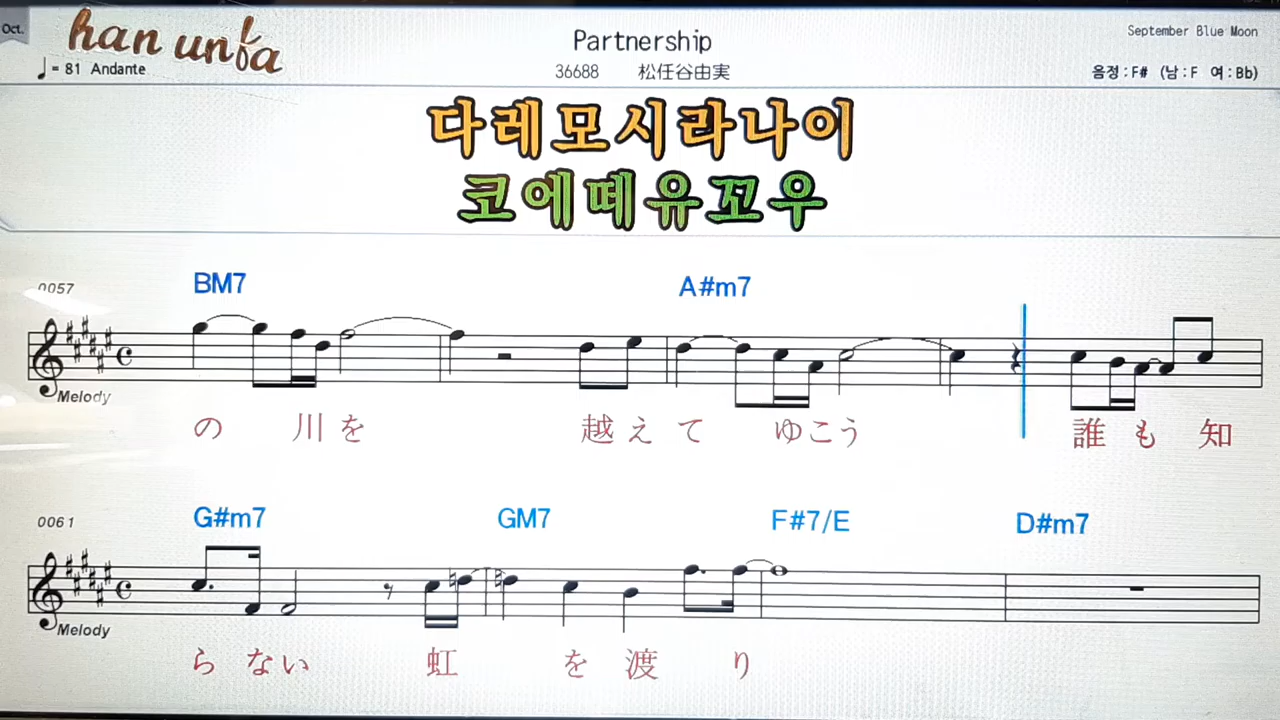 Oct.
han unba
Partnership
September Blue Moon
♩= 81 Andante
36688 松任谷由実
음정:F# (남:F 여:Bb)
다레모시라나이
코에떼유꼬우
0057
BM7 A#m7
Melody
の 川を 越えて ゆこう 誰も 知
0061
G#m7 GM7 F#7/E D#m7
Melody
らない 虹 を渡り